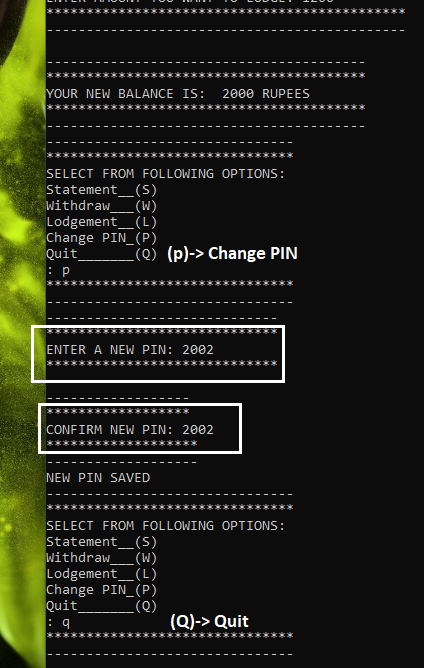 ENTER AMOUNT YOU WANT TO LODGE: 1200
*********************************************
---------------------------------------------
----------------------------------------
****************************************
YOUR NEW BALANCE IS:  2000 RUPEES
****************************************
----------------------------------------
-------------------------------
*******************************
SELECT FROM FOLLOWING OPTIONS:
Statement__(S)
Withdraw___(W)
Lodgement__(L)
Change PIN_(P)
Quit_______(Q) (p)-> Change PIN
: p
*******************************
-------------------------------
-----------------------------
*****************************
ENTER A NEW PIN: 2002
*****************************
------------------
******************
CONFIRM NEW PIN: 2002
*******************
-------------------
NEW PIN SAVED
-------------------------------
*******************************
SELECT FROM FOLLOWING OPTIONS:
Statement__(S)
Withdraw___(W)
Lodgement__(L)
Change PIN_(P)
Quit_______(Q)
: q (Q)-> Quit
*******************************
-------------------------------